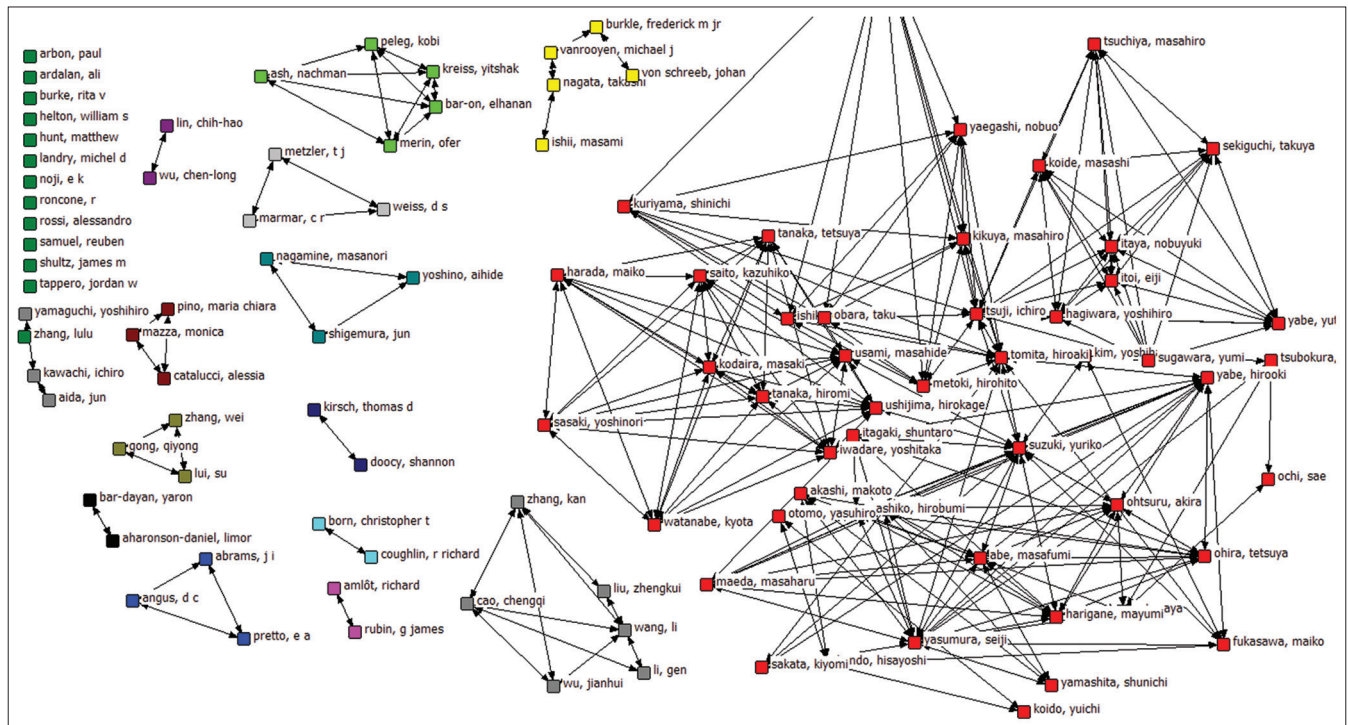 arbon, paul
ardalan, ali
burke, rita v
helton, william s
hunt, matthew
landry, michel d
noji, e k
roncone, r
rossi, alessandro
samuel, reuben
shultz, james m
tappero, jordan w
yamaguchi, yoshihiro
zhang, lulu
kawachi, ichiro
aida, jun
lin, chih-hao
wu, chen-long
pino, maria chiara
mazza, monica
catalucci, alessia
zhang, wei
gong, qiyong
lui, su
bar-dayan, yaron
aharonson-daniel, limor
abrams, j i
angus, d c
pretto, e a
peleg, kobi
ash, nachman
kreiss, yitshak
bar-on, elhanan
merin, ofer
metzler, t j
weiss, d s
marmar, c r
nagamine, masanori
yoshino, aihide
shigemura, jun
kirsch, thomas d
doocy, shannon
born, christopher t
coughlin, r richard
amlôt, richard
rubin, g james
burkle, frederick m jr
vanrooyen, michael j
von schreeb, johan
nagata, takashi
ishii, masami
zhang, kan
liu, zhengkui
cao, chengqi
wang, li
li, gen
wu, jianhui
tsuchiya, masahiro
yaegashi, nobuo
sekiguchi, takuya
koide, masashi
kuriyama, shinichi
tanaka, tetsuya
kikuya, masahiro
itaya, nobuyuki
harada, maiko
saito, kazuhiko
itoi, eiji
obara, taku
tsuji, ichiro
hagiwara, yoshihiro
usami, masahide
tomita, hiroaki
sugawara, yumi
tsubokura,
kodaira, masaki
metoki, hirohito
yabe, hirooki
tanaka, hiromi
ushijima, hirokage
sasaki, yoshinori
itagaki, shuntaro
suzuki, yuriko
iwadare, yoshitaka
ochi, sae
akashi, makoto
ohtsuru, akira
otomo, yasuhiro
watanabe, kyota
abe, masafumi
ohira, tetsuya
maeda, masaharu
harigane, mayumi
yasumura, seiji
fukasawa, maiko
sakata, kiyomi
yamashita, shunichi
koido, yuichi